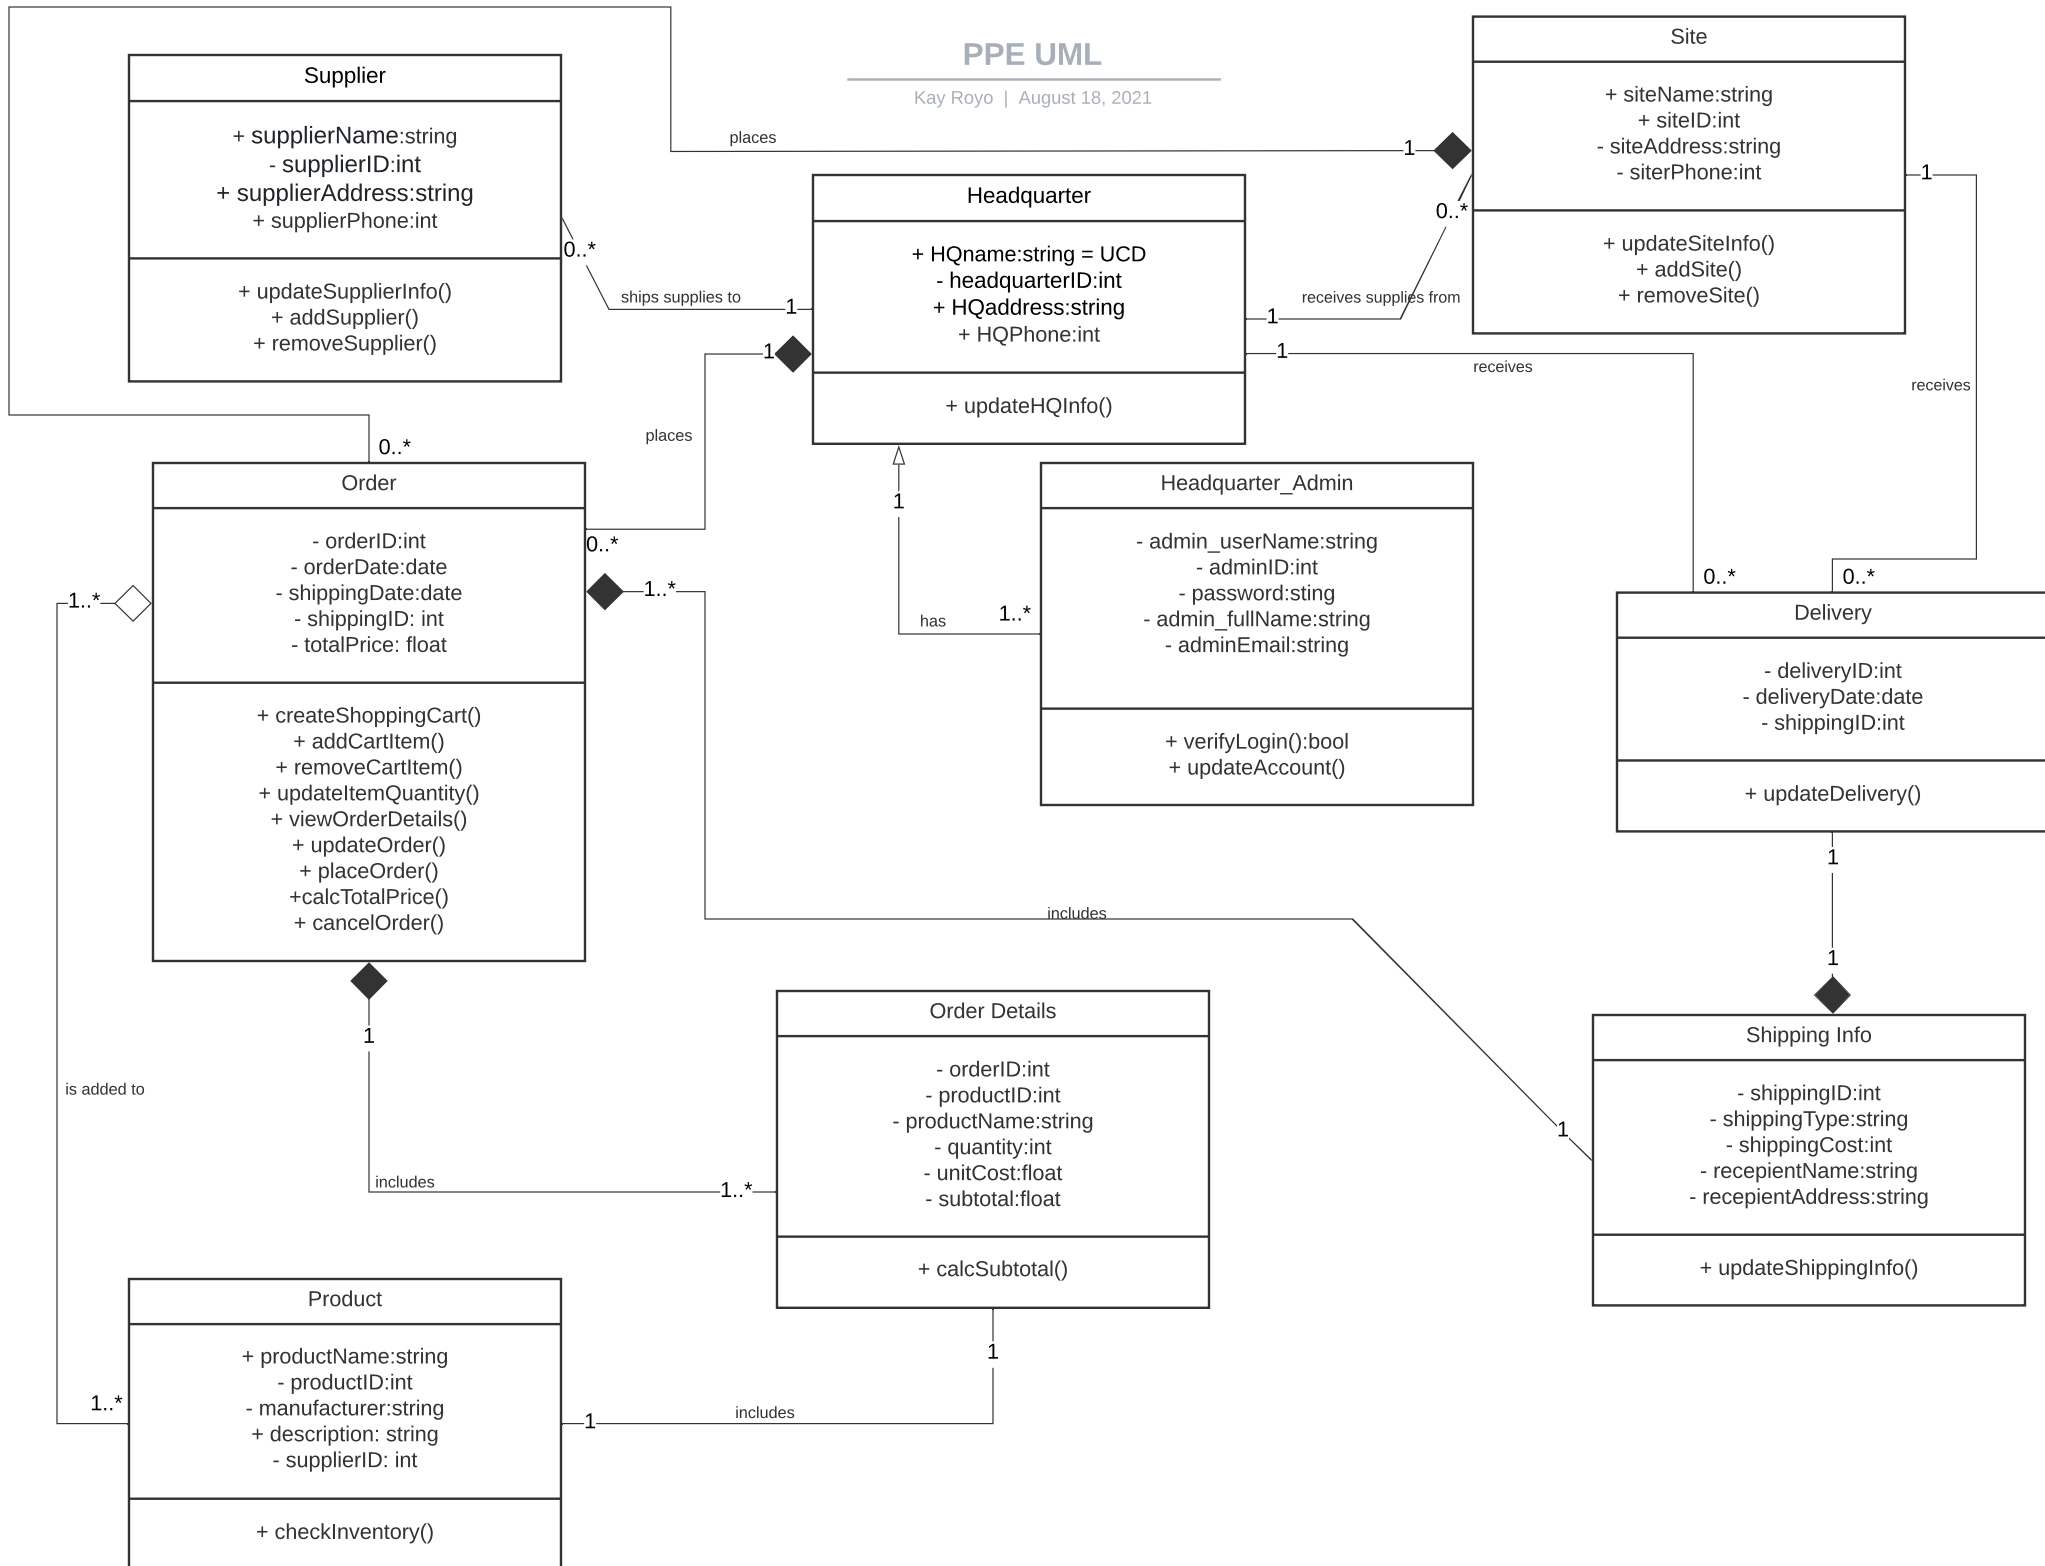 PPE UML
Kay Royo | August 18, 2021
Supplier
+ supplierName:string
- supplierID:int
+ supplierAddress:string
+ supplierPhone:int
+ updateSupplierInfo()
+ addSupplier()
+ removeSupplier()
0..*
ships supplies to
1
Headquarter
+ HQname:string = UCD
- headquarterID:int
+ HQaddress:string
+ HQPhone:int
+ updateHQInfo()
places
1
Site
+ siteName:string
+ siteID:int
- siteAddress:string
- siterPhone:int
+ updateSiteInfo()
+ addSite()
+ removeSite()
0..*
receives supplies from
1
1
receives
0..*
1
receives
0..*
1
places
0..*
0..*
Order
- orderID:int
- orderDate:date
- shippingDate:date
- shippingID: int
- totalPrice: float
+ createShoppingCart()
+ addCartItem()
+ removeCartItem()
+ updateItemQuantity()
+ viewOrderDetails()
+ updateOrder()
+ placeOrder()
+calcTotalPrice()
+ cancelOrder()
1
has
1..*
Headquarter_Admin
- admin_userName:string
- adminID:int
- password:sting
- admin_fullName:string
- adminEmail:string
+ verifyLogin():bool
+ updateAccount()
Delivery
- deliveryID:int
- deliveryDate:date
- shippingID:int
+ updateDelivery()
1
1
1..*
includes
1
1..*
is added to
1..*
1
includes
1..*
Order Details
- orderID:int
- productID:int
- productName:string
- quantity:int
- unitCost:float
- subtotal:float
+ calcSubtotal()
Shipping Info
- shippingID:int
- shippingType:string
- shippingCost:int
- recepientName:string
- recepientAddress:string
+ updateShippingInfo()
1
includes
1
Product
+ productName:string
- productID:int
- manufacturer:string
+ description: string
- supplierID: int
+ checkInventory()